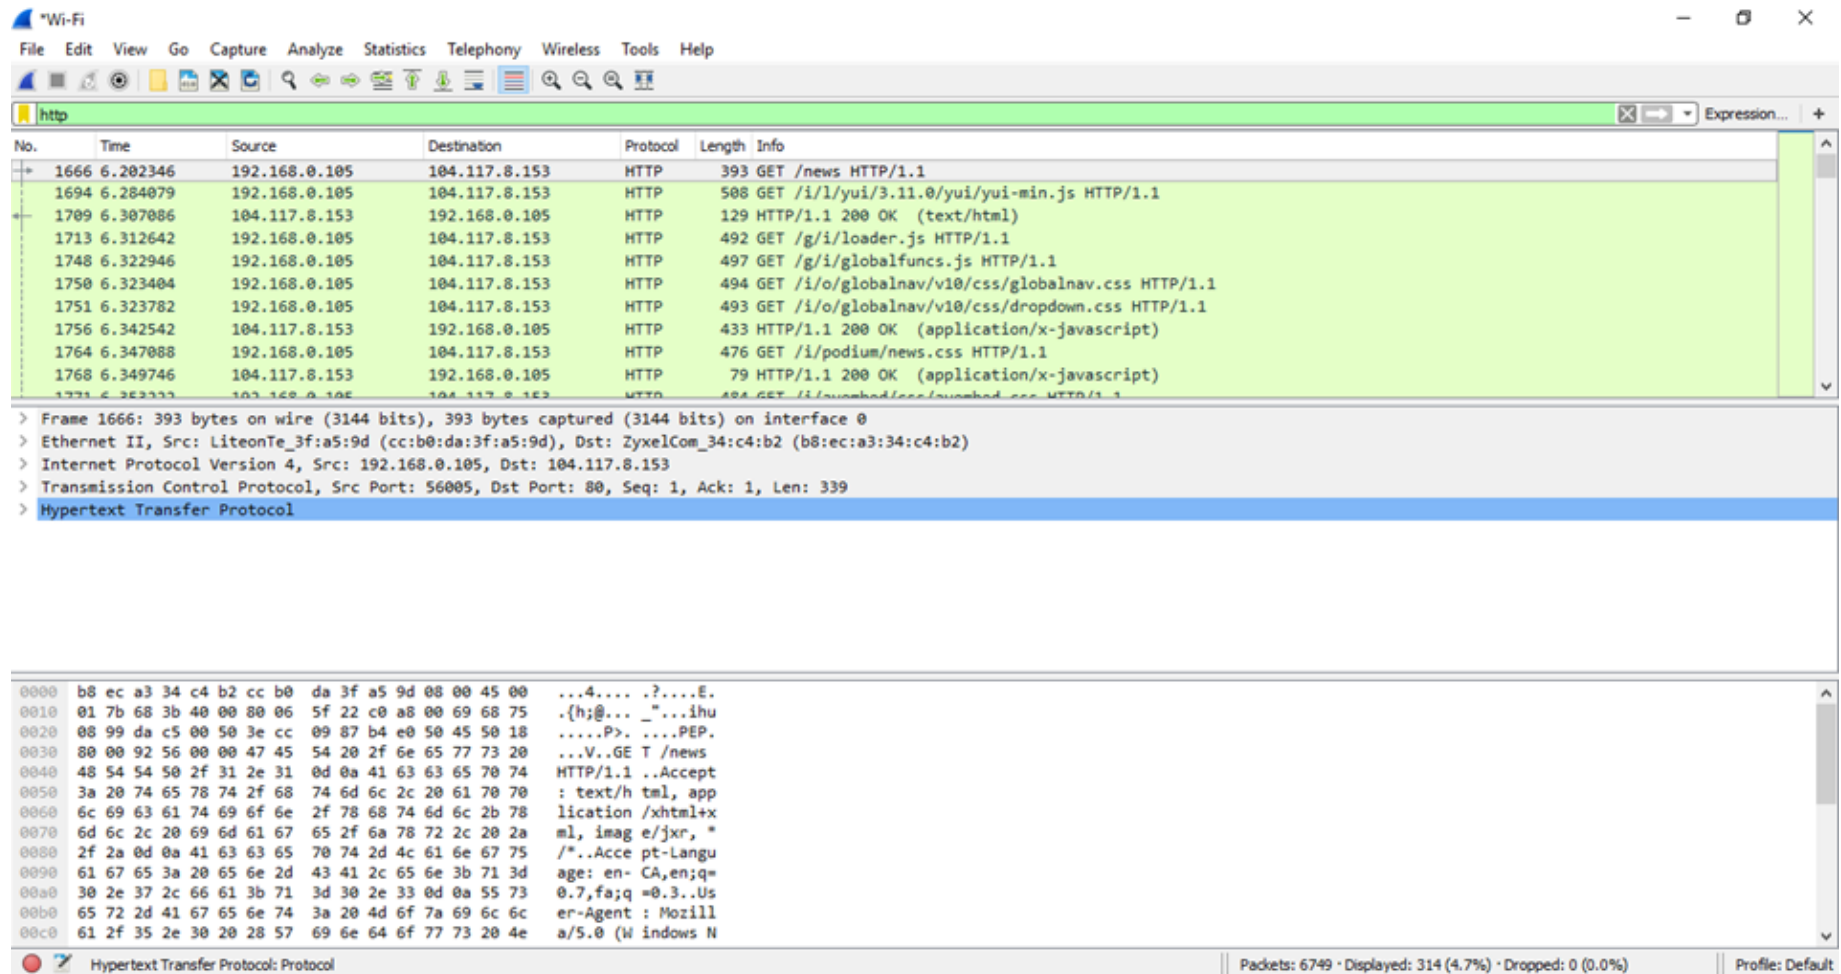 *Wi-Fi
File Edit View Go Capture Analyze Statistics Telephony Wireless Tools Help
http Expression... +
No. Time Source Destination Protocol Length Info
1666 6.202346 192.168.0.105 104.117.8.153 HTTP 393 GET /news HTTP/1.1
1694 6.284079 192.168.0.105 104.117.8.153 HTTP 508 GET /i/l/yui/3.11.0/yui/yui-min.js HTTP/1.1
1709 6.307086 104.117.8.153 192.168.0.105 HTTP 129 HTTP/1.1 200 OK (text/html)
1713 6.312642 192.168.0.105 104.117.8.153 HTTP 492 GET /g/i/loader.js HTTP/1.1
1748 6.322946 192.168.0.105 104.117.8.153 HTTP 497 GET /g/i/globalfuncs.js HTTP/1.1
1750 6.323404 192.168.0.105 104.117.8.153 HTTP 494 GET /i/o/globalnav/v10/css/globalnav.css HTTP/1.1
1751 6.323782 192.168.0.105 104.117.8.153 HTTP 493 GET /i/o/globalnav/v10/css/dropdown.css HTTP/1.1
1756 6.342542 104.117.8.153 192.168.0.105 HTTP 433 HTTP/1.1 200 OK (application/x-javascript)
1764 6.347088 192.168.0.105 104.117.8.153 HTTP 476 GET /i/podium/news.css HTTP/1.1
1768 6.349746 104.117.8.153 192.168.0.105 HTTP 79 HTTP/1.1 200 OK (application/x-javascript)
1771 6.353222 192.168.0.105 104.117.8.153 HTTP 484 GET
> Frame 1666: 393 bytes on wire (3144 bits), 393 bytes captured (3144 bits) on interface 0
> Ethernet II, Src: LiteonTe_3f:a5:9d (cc:b0:da:3f:a5:9d), Dst: ZyxelCom_34:c4:b2 (b8:ec:a3:34:c4:b2)
> Internet Protocol Version 4, Src: 192.168.0.105, Dst: 104.117.8.153
> Transmission Control Protocol, Src Port: 56005, Dst Port: 80, Seq: 1, Ack: 1, Len: 339
> Hypertext Transfer Protocol
0000 b8 ec a3 34 c4 b2 cc b0 da 3f a5 9d 08 00 45 00 ...4.... .?....E.
0010 01 7b 68 3b 40 00 80 06 5f 22 c0 a8 00 69 68 75 .{h;@... _"...ihu
0020 08 99 da c5 00 50 3e cc 09 87 b4 e0 50 45 50 18 .....P>. ....PEP.
0030 80 00 92 56 00 00 47 45 54 20 2f 6e 65 77 73 20 ...V..GE T /news
0040 48 54 54 50 2f 31 2e 31 0d 0a 41 63 63 65 70 74 HTTP/1.1 ..Accept
0050 3a 20 74 65 78 74 2f 68 74 6d 6c 2c 20 61 70 70 : text/h tml, app
0060 6c 69 63 61 74 69 6f 6e 2f 78 68 74 6d 6c 2b 78 lication /xhtml+x
0070 6d 6c 2c 20 69 6d 61 67 65 2f 6a 78 72 2c 20 2a ml, imag e/jxr, *
0080 2f 2a 0d 0a 41 63 63 65 70 74 2d 4c 61 6e 67 75 /*..Acce pt-Langu
0090 61 67 65 3a 20 65 6e 2d 43 41 2c 65 6e 3b 71 3d age: en- CA,en;q=
00a0 30 2e 37 2c 66 61 3b 71 3d 30 2e 33 0d 0a 55 73 0.7,fa;q =0.3..Us
00b0 65 72 2d 41 67 65 6e 74 3a 20 4d 6f 7a 69 6c 6c er-Agent : Mozill
00c0 61 2f 35 2e 30 20 28 57 69 6e 64 6f 77 73 20 4e a/5.0 (W indows N
Hypertext Transfer Protocol: Protocol Packets: 6749 · Displayed: 314 (4.7%) · Dropped: 0 (0.0%) Profile: Default